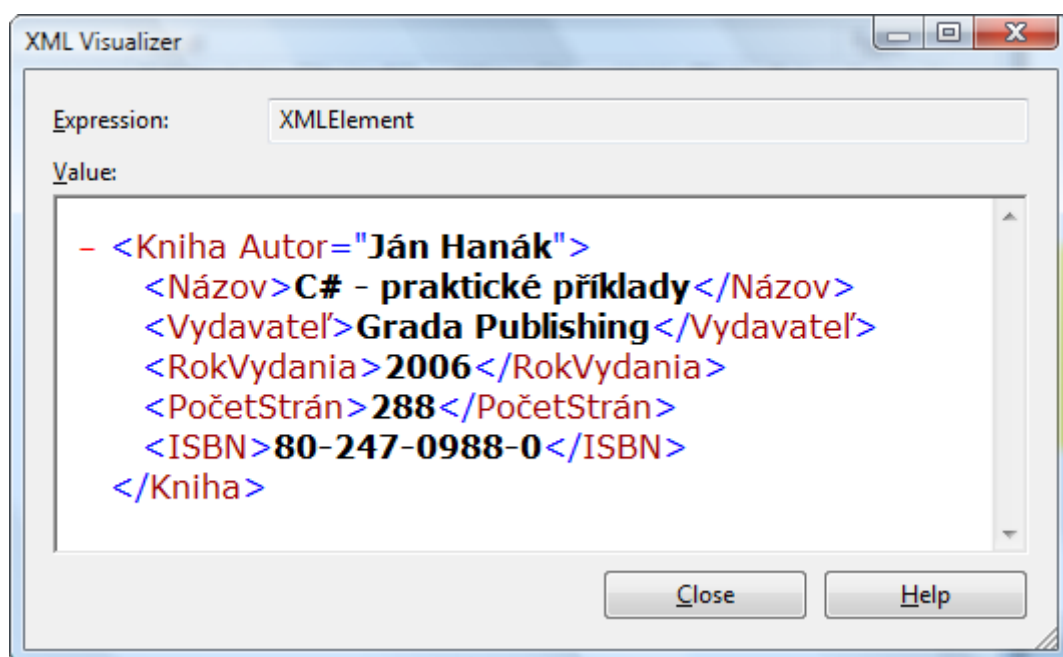 XML Visualizer
Expression: XMLElement
Value:
– <Kniha Autor="Ján Hanák">
<Názov>C# - praktické příklady</Názov>
<Vydavateľ>Grada Publishing</Vydavateľ>
<RokVydania>2006</RokVydania>
<PočetStrán>288</PočetStrán>
<ISBN>80-247-0988-0</ISBN>
</Kniha>
Close Help